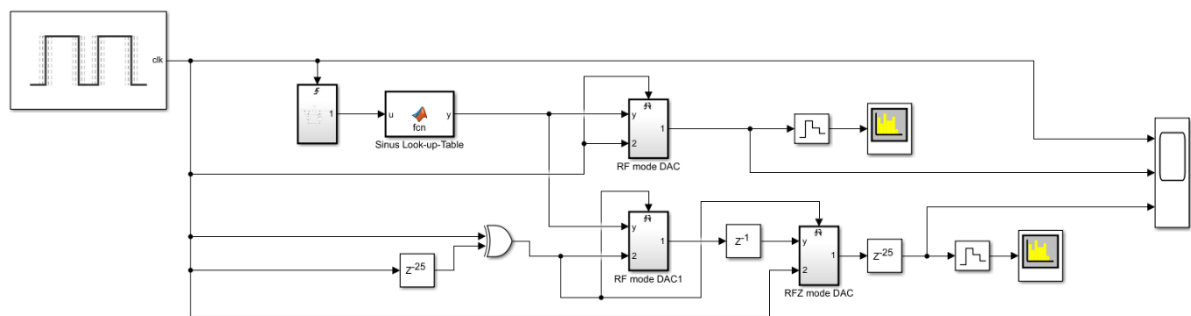 clk
1
u
fcn
y
Sinus Look-up-Table
y
2
1
RF mode DAC
z-25
y
2
1
RF mode DAC1
z-1
y
2
1
RFZ mode DAC
z-25